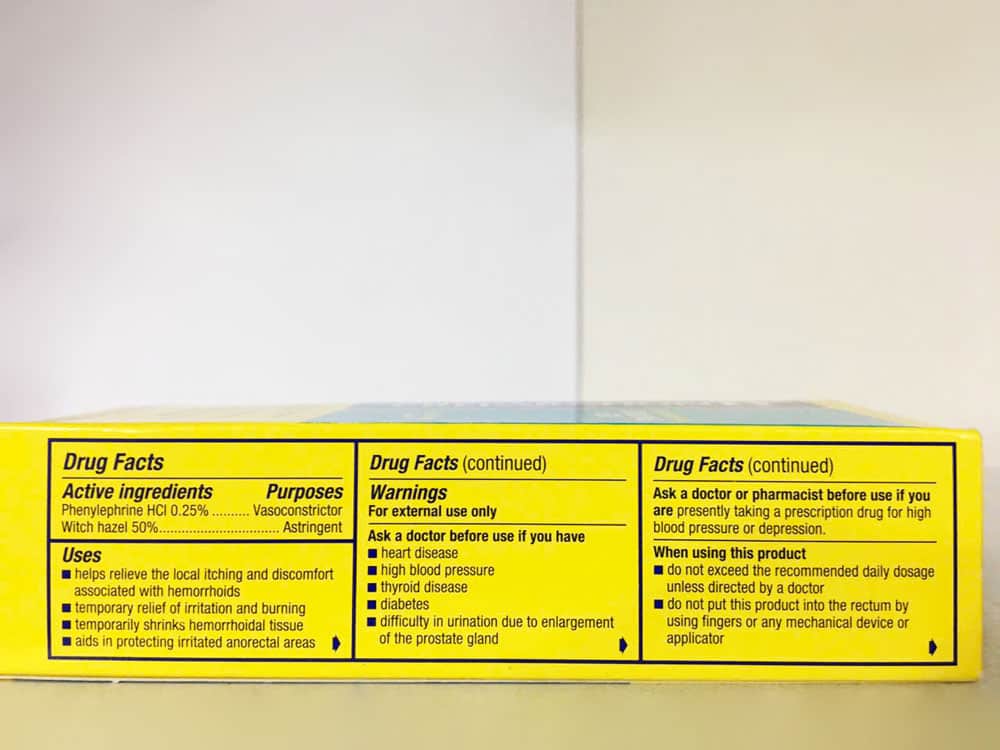 Drug Facts
Active ingredients Purposes
Phenylephrine HCl 0.25% .......... Vasoconstrictor
Witch hazel 50%............................... Astringent
Uses
■ helps relieve the local itching and discomfort
associated with hemorrhoids
■ temporary relief of irritation and burning
■ temporarily shrinks hemorrhoidal tissue
■ aids in protecting irritated anorectal areas
Drug Facts (continued)
Warnings
For external use only
Ask a doctor before use if you have
■ heart disease
■ high blood pressure
■ thyroid disease
■ diabetes
■ difficulty in urination due to enlargement
of the prostate gland
Drug Facts (continued)
Ask a doctor or pharmacist before use if you
are presently taking a prescription drug for high
blood pressure or depression.
When using this product
■ do not exceed the recommended daily dosage
unless directed by a doctor
■ do not put this product into the rectum by
using fingers or any mechanical device or
applicator